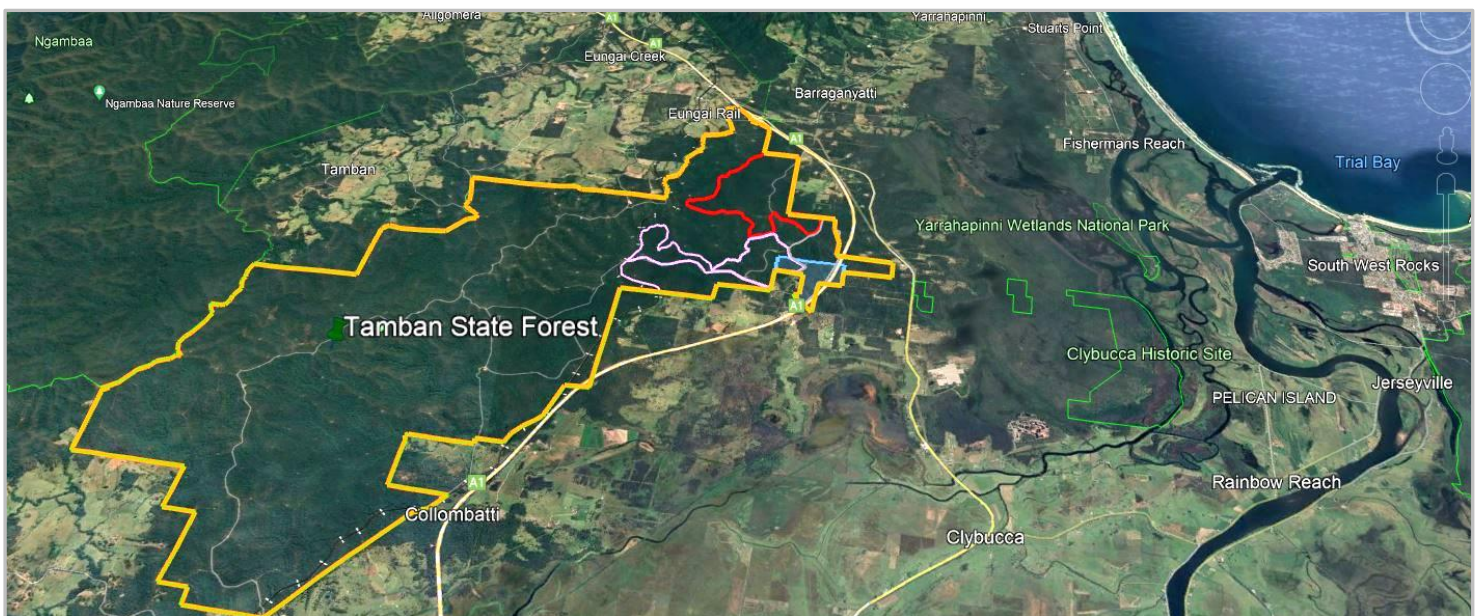 Allgomera
A1
Yarrahapinni
Stuarts Point
Ngambaa
A1
Eungai Creek
Ngambaa Nature Reserve
Barraganyatti
Eungai Rail
A1
Fishermans Reach
Tamban
Trial Bay
Yarrahapinni Wetlands National Park
South West Rocks
A1
Tamban State Forest
Clybucca Historic Site
Jerseyville
PELICAN ISLAND
A1
Rainbow Reach
Collombatti
Clybucca